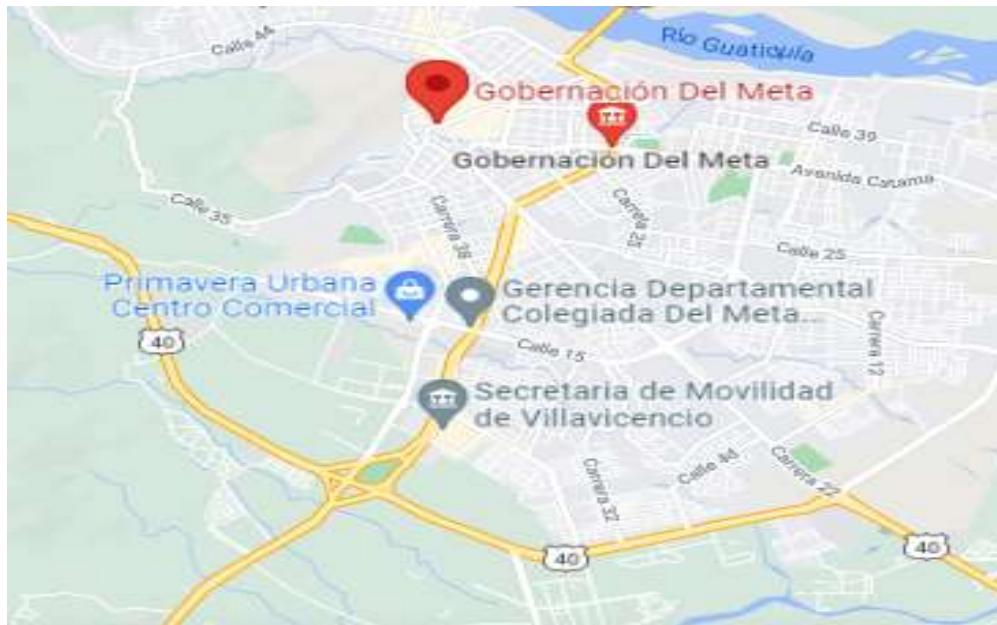 Calle 44
Río Guatiquía
Gobernación Del Meta
Calle 39
Gobernación Del Meta
Avenida Catama
Calle 35
Carrera 38
Carrera 25
Calle 25
Primavera Urbana
Centro Comercial
Gerencia Departamental
Colegiada Del Meta...
40
Calle 15
Carrera 12
Secretaria de Movilidad
de Villavicencio
Calle 4d
Carrera 22
Carrera 32
40
40